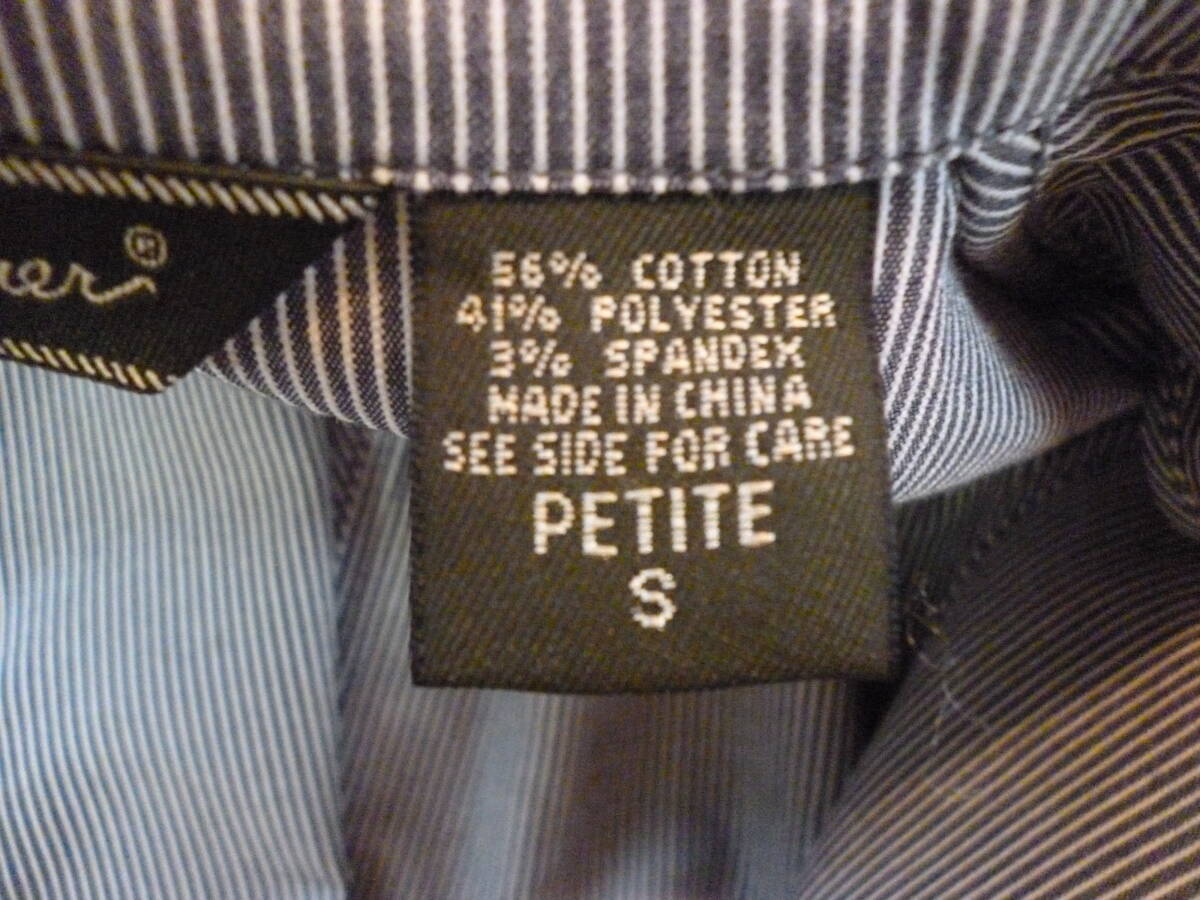 56% COTTON
41% POLYESTER
3% SPANDEX
MADE IN CHINA
SEE SIDE FOR CARE
PETITE
S